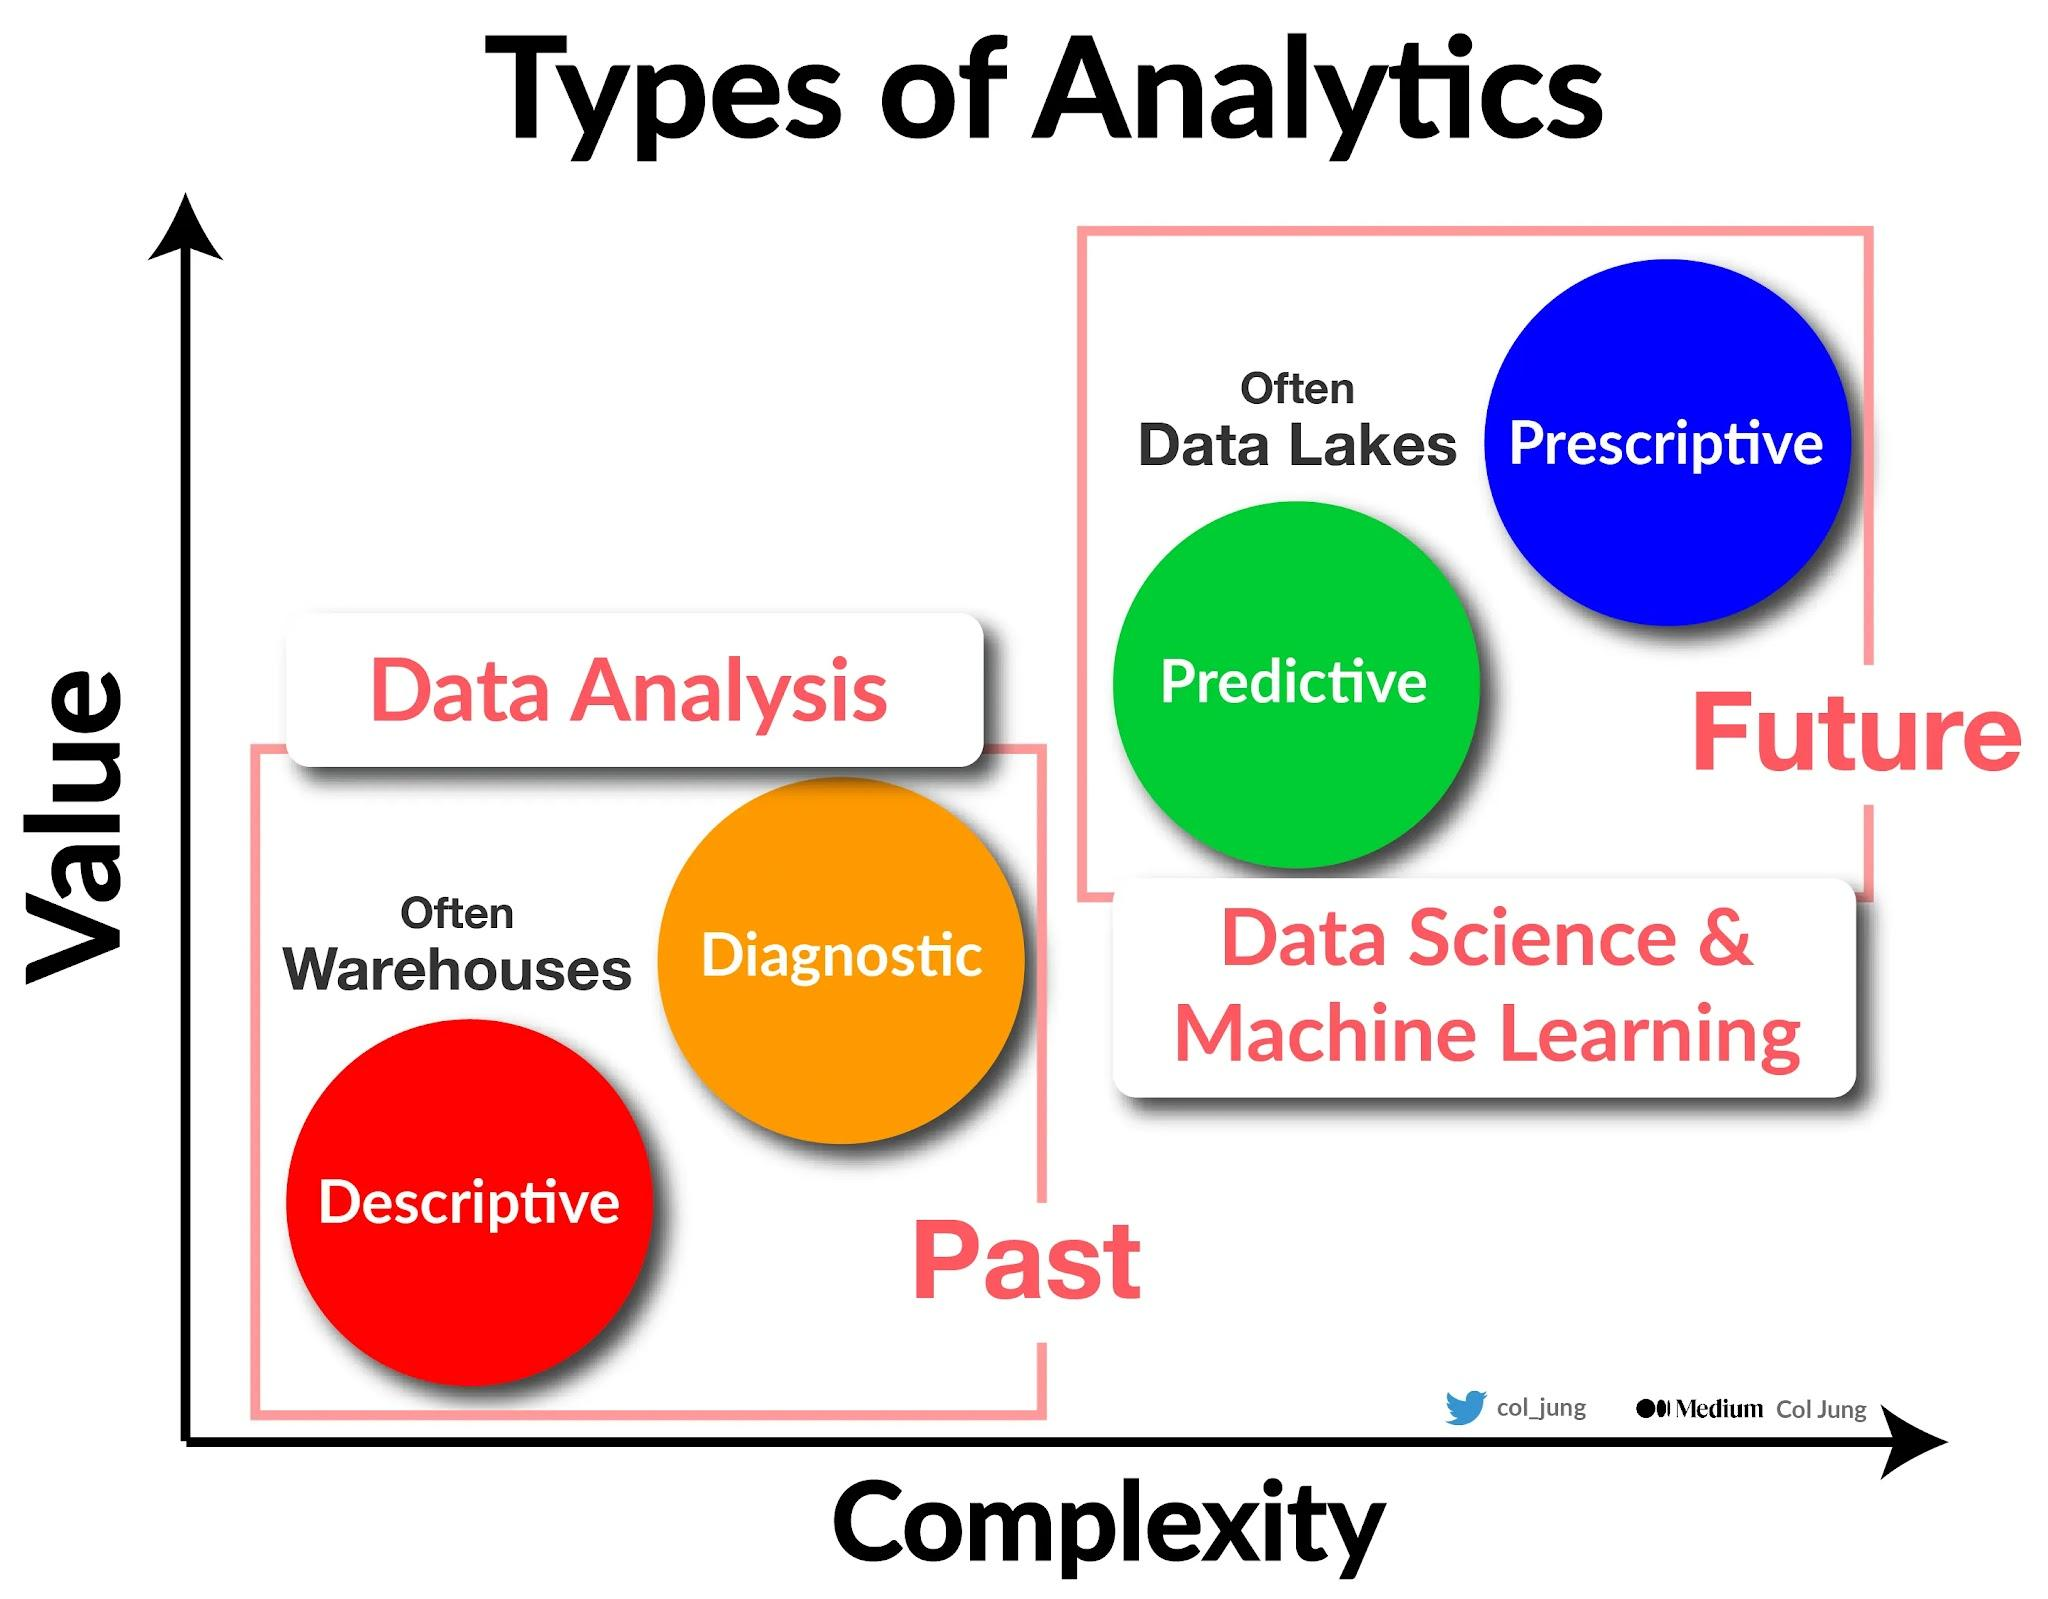 Types of Analytics
Value
Often
Data Lakes
Prescriptive
Predictive
Future
Data Science &
Machine Learning
Data Analysis
Often
Warehouses
Diagnostic
Descriptive
Past
col_jung
Medium Col Jung
Complexity